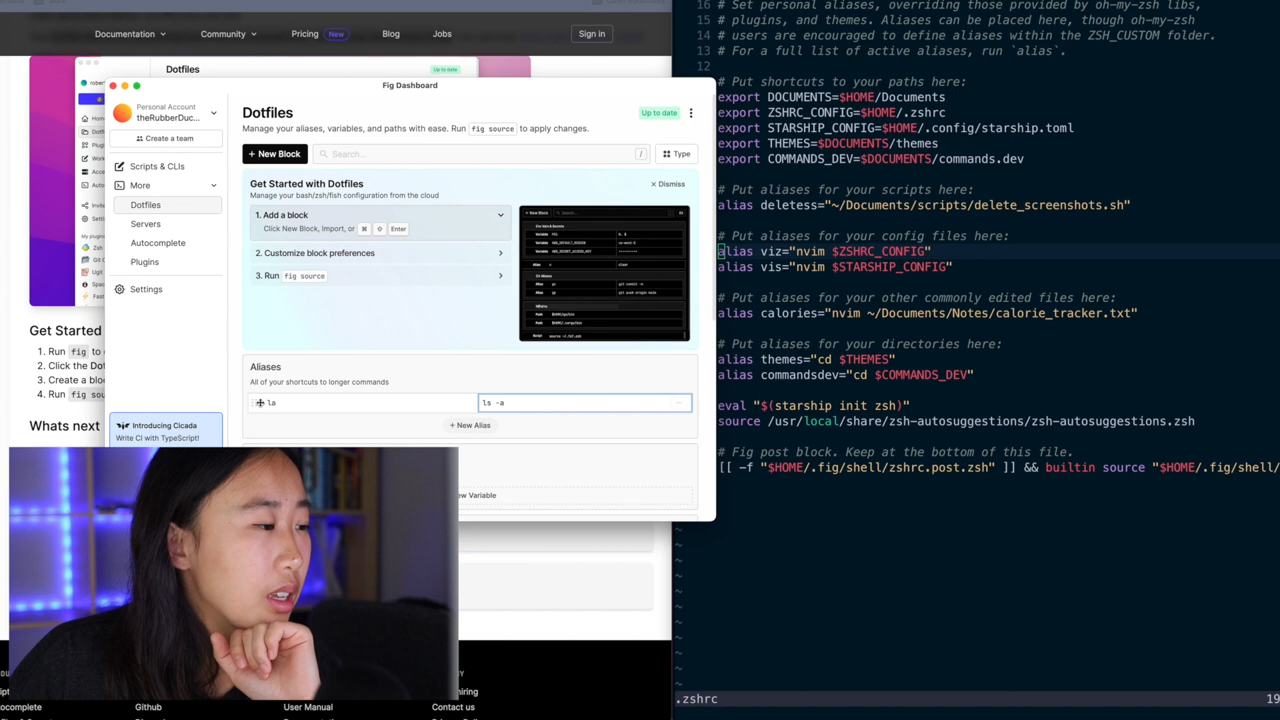 Documentation
Community
Pricing
New
Blog
Jobs
Sign in
Dotfiles
Up to date
Get Started
1. Run fig to
2. Click the Dot
3. Create a bloc
4. Run fig sou
Whats next
Github
User Manual
Contact us
Fig Dashboard
Personal Account
theRubberDuc...
Create a team
Scripts & CLIs
More
Dotfiles
Servers
Autocomplete
Plugins
Settings
Introducing Cicada
Write CI with TypeScript!
Dotfiles
Up to date
Manage your aliases, variables, and paths with ease. Run fig source to apply changes.
+ New Block
Search...
/
Type
Get Started with Dotfiles
× Dismiss
Manage your bash/zsh/fish configuration from the cloud
1. Add a block
Click New Block, Import, or ⌘ ⇧ Enter
2. Customize block preferences
3. Run fig source
Aliases
All of your shortcuts to longer commands
la
ls -a
+ New Alias
ew Variable
16 # Set personal aliases, overriding those provided by oh-my-zsh libs,
15 # plugins, and themes. Aliases can be placed here, though oh-my-zsh
14 # users are encouraged to define aliases within the ZSH_CUSTOM folder.
13 # For a full list of active aliases, run `alias`.
12
# Put shortcuts to your paths here:
export DOCUMENTS=$HOME/Documents
export ZSHRC_CONFIG=$HOME/.zshrc
export STARSHIP_CONFIG=$HOME/.config/starship.toml
export THEMES=$DOCUMENTS/themes
export COMMANDS_DEV=$DOCUMENTS/commands.dev
# Put aliases for your scripts here:
alias deletess="~/Documents/scripts/delete_screenshots.sh"
# Put aliases for your config files here:
alias viz="nvim $ZSHRC_CONFIG"
alias vis="nvim $STARSHIP_CONFIG"
# Put aliases for your other commonly edited files here:
alias calories="nvim ~/Documents/Notes/calorie_tracker.txt"
# Put aliases for your directories here:
alias themes="cd $THEMES"
alias commandsdev="cd $COMMANDS_DEV"
eval "$(starship init zsh)"
source /usr/local/share/zsh-autosuggestions/zsh-autosuggestions.zsh
# Fig post block. Keep at the bottom of this file.
[[ -f "$HOME/.fig/shell/zshrc.post.zsh" ]] && builtin source "$HOME/.fig/shell/
.zshrc
19